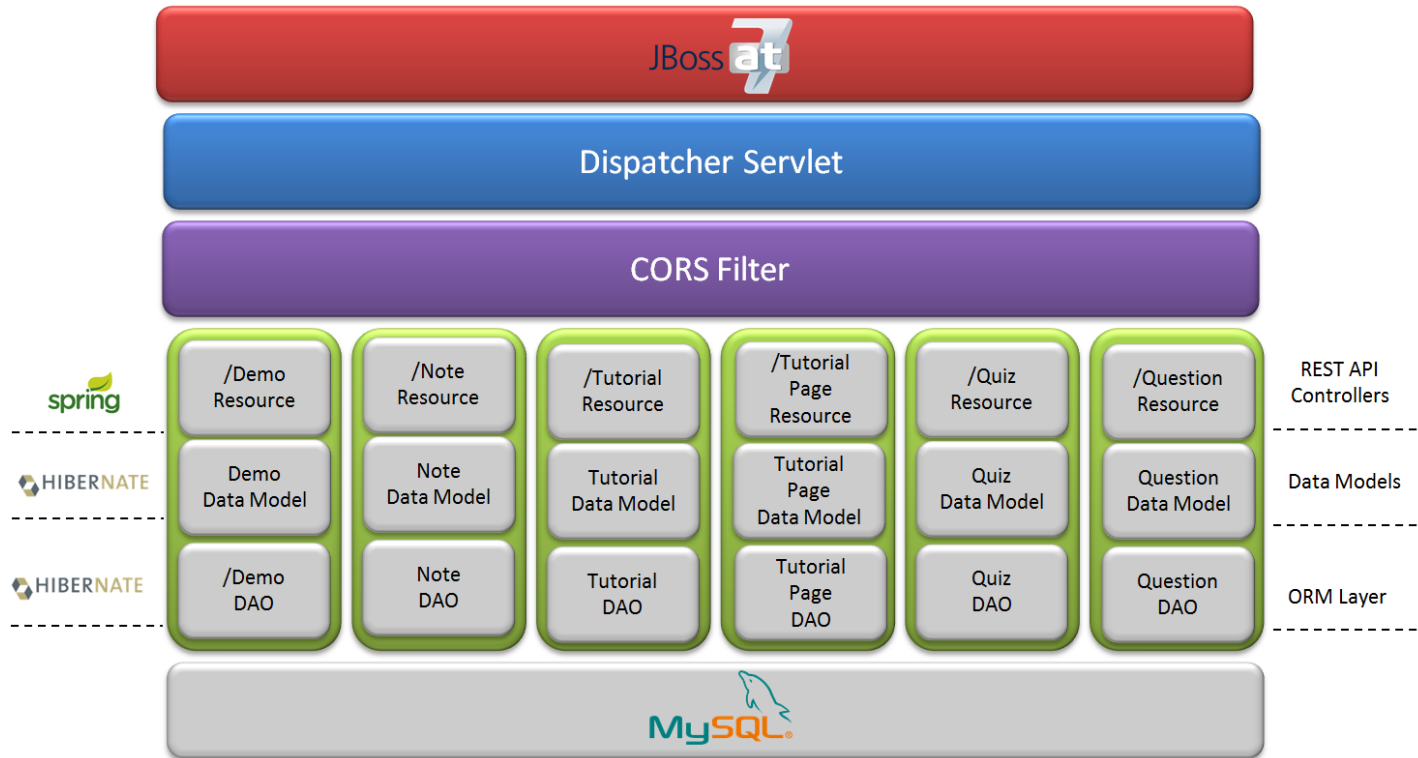 JBoss at 7
Dispatcher Servlet
CORS Filter
spring
/Demo
Resource
/Note
Resource
/Tutorial
Resource
/Tutorial
Page
Resource
/Quiz
Resource
/Question
Resource
REST API
Controllers
HIBERNATE
Demo
Data Model
Note
Data Model
Tutorial
Data Model
Tutorial
Page
Data Model
Quiz
Data Model
Question
Data Model
Data Models
HIBERNATE
/Demo
DAO
Note
DAO
Tutorial
DAO
Tutorial
Page
DAO
Quiz
DAO
Question
DAO
ORM Layer
MySQL®